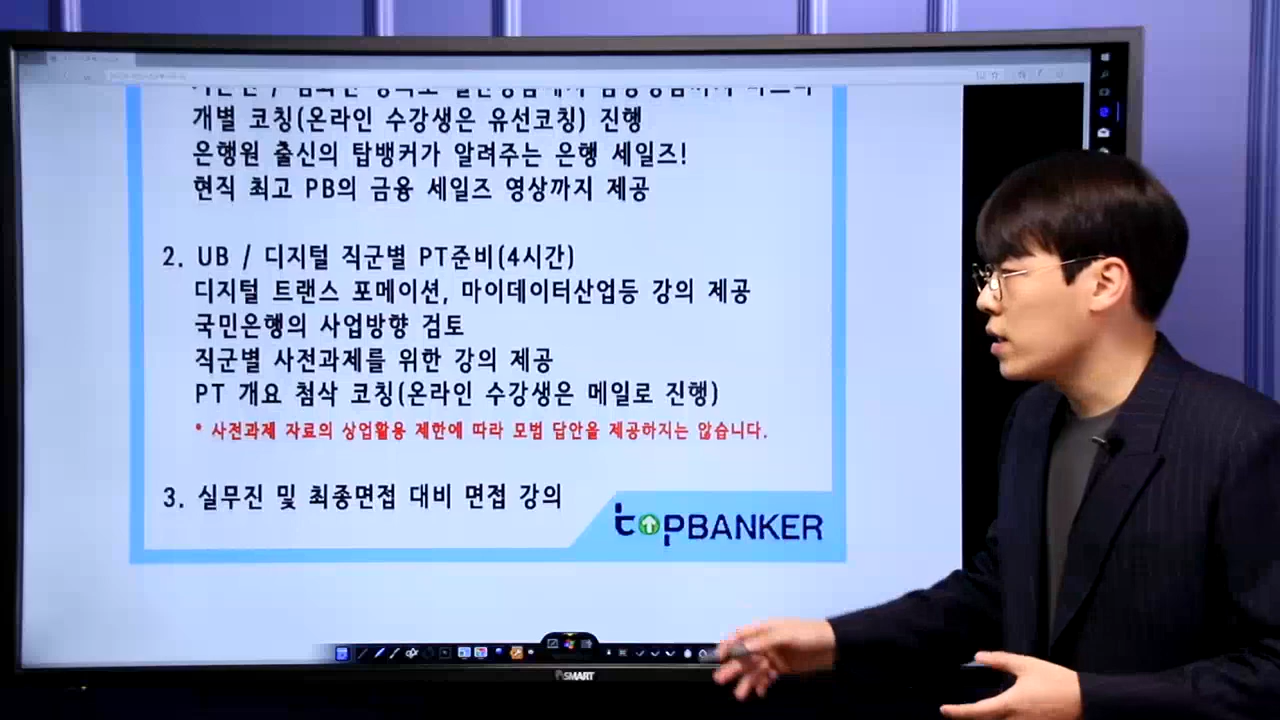 개별 코칭(온라인 수강생은 유선코칭) 진행
은행원 출신의 탑뱅커가 알려주는 은행 세일즈!
현직 최고 PB의 금융 세일즈 영상까지 제공
2. UB / 디지털 직군별 PT준비(4시간)
디지털 트랜스 포메이션, 마이데이터산업등 강의 제공
국민은행의 사업방향 검토
직군별 사전과제를 위한 강의 제공
PT 개요 첨삭 코칭(온라인 수강생은 메일로 진행)
* 사전과제 자료의 상업활용 제한에 따라 모범 답안을 제공하지는 않습니다.
3. 실무진 및 최종면접 대비 면접 강의
topBANKER
SMART